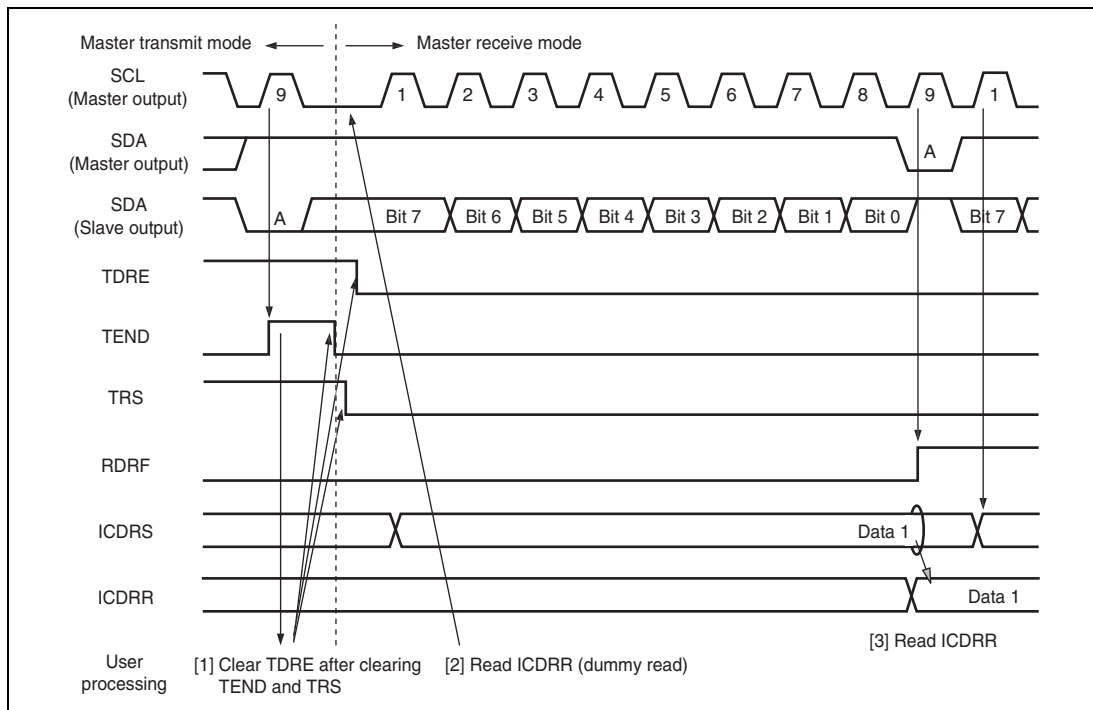 Master transmit mode
Master receive mode
SCL
(Master output)
9 1 2 3 4 5 6 7 8 9 1
SDA
(Master output)
A
SDA
(Slave output)
A Bit 7 Bit 6 Bit 5 Bit 4 Bit 3 Bit 2 Bit 1 Bit 0 Bit 7
TDRE
TEND
TRS
RDRF
ICDRS
Data 1
ICDRR
Data 1
User
processing
[1] Clear TDRE after clearing
TEND and TRS
[2] Read ICDRR (dummy read)
[3] Read ICDRR